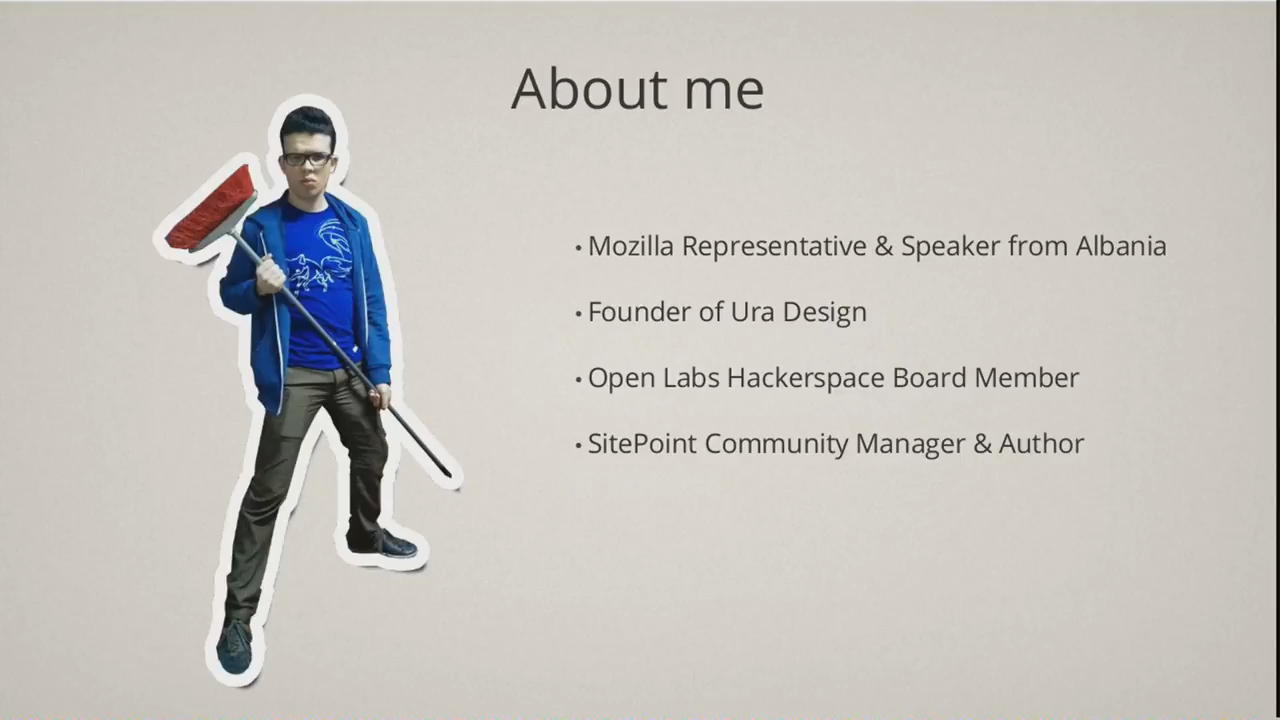 About me
• Mozilla Representative & Speaker from Albania
• Founder of Ura Design
• Open Labs Hackerspace Board Member
• SitePoint Community Manager & Author